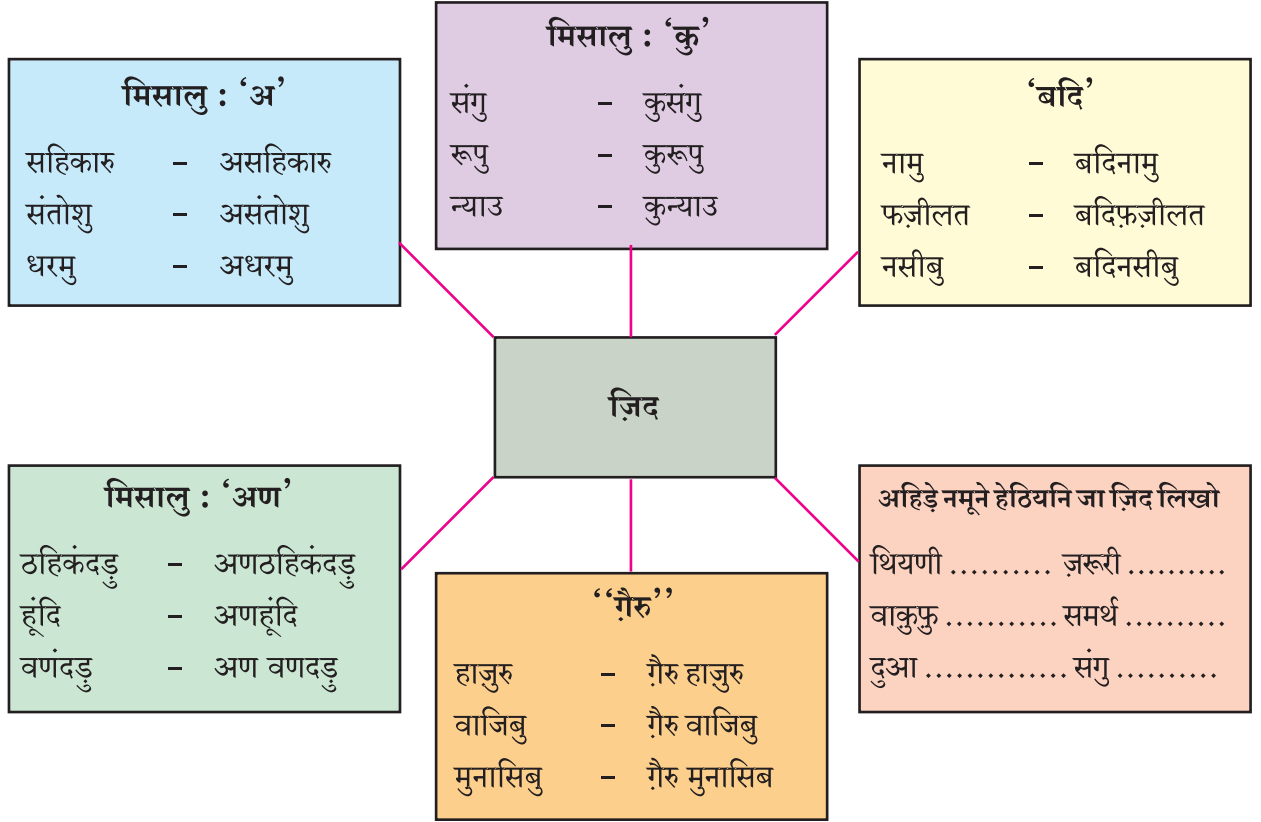 मिसालु : ‘अ’
सहिकारु – असहिकारु
संतोशु – असंतोशु
धरमु – अधरमु
मिसालु : ‘कु’
संगु – कुसंगु
रूपु – कुरूपु
न्याउ – कुन्याउ
‘बदि’
नामु – बदिनामु
फज़ीलत – बदिफ़ज़ीलत
नसीबु – बदिनसीबु
ज़िद
मिसालु : ‘अण’
ठहिकंदड़ु – अणठहिकंदड़ु
हूंदि – अणहूंदि
वणंदड़ु – अण वणदड़ु
‘‘ग़ैरु’’
हाज़ुरु – ग़ैरु हाज़ुरु
वाजिबु – ग़ैरु वाजिबु
मुनासिबु – ग़ैरु मुनासिब
अहिड़े नमूने हेठियनि जा ज़िद लिखो
थियणी .......... ज़रूरी ..........
वाक़ुफ़ु ........... समर्थ ..........
दुआ .............. संगु ..........